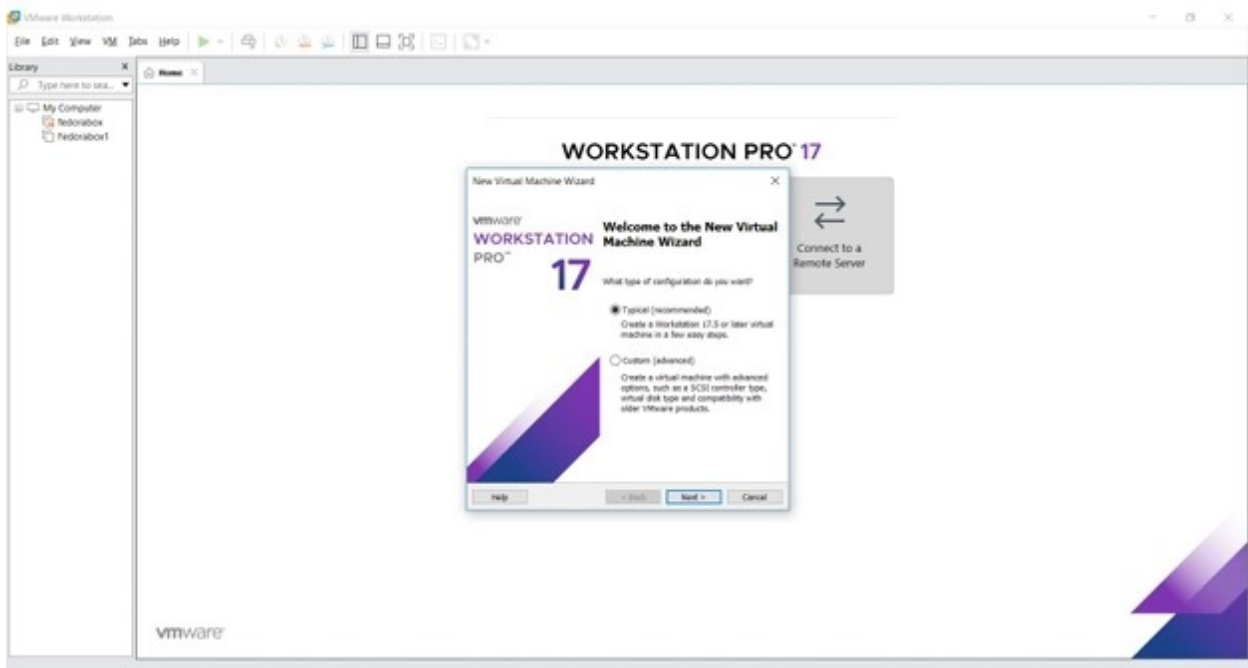 VMware Workstation
File Edit View VM Tabs Help
Library
Home
Type here to sea...
My Computer
fedorabox
Fedorabox1
WORKSTATION PRO™ 17
New Virtual Machine Wizard
vmware
WORKSTATION
PRO™
17
Welcome to the New Virtual
Machine Wizard
What type of configuration do you want?
Typical (recommended)
Create a Workstation 17.5 or later virtual
machine in a few easy steps.
Custom (advanced)
Create a virtual machine with advanced
options, such as a SCSI controller type,
virtual disk type and compatibility with
older VMware products.
Help
< Back
Next >
Cancel
Connect to a
Remote Server
vmware